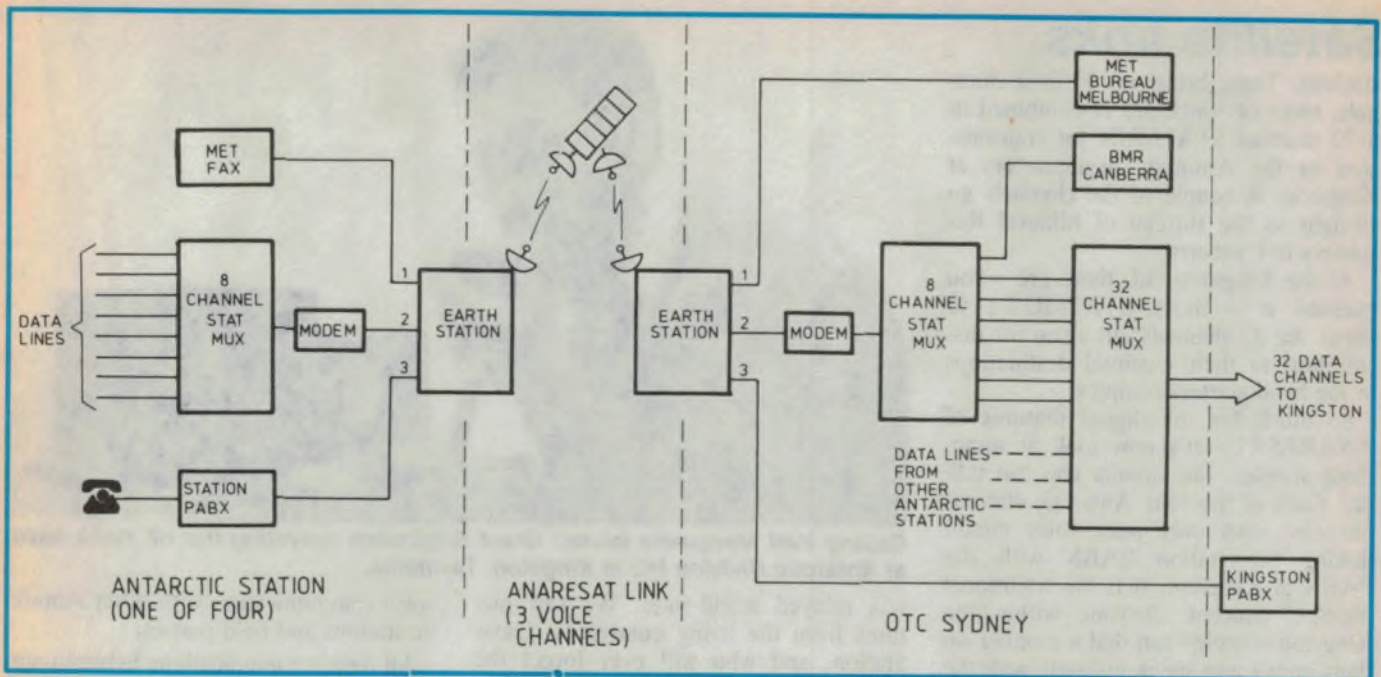 MET
FAX
DATA
LINES
8
CHANNEL
STAT
MUX
MODEM
STATION
PABX
1
2
3
EARTH
STATION
ANTARCTIC STATION
(ONE OF FOUR)
ANARESAT LINK
(3 VOICE
CHANNELS)
EARTH
STATION
1
2
3
MODEM
8
CHANNEL
STAT
MUX
MET
BUREAU
MELBOURNE
BMR
CANBERRA
32
CHANNEL
STAT
MUX
DATA LINES
FROM
OTHER
ANTARCTIC
STATIONS
32 DATA
CHANNELS
TO
KINGSTON
KINGSTON
PABX
OTC SYDNEY